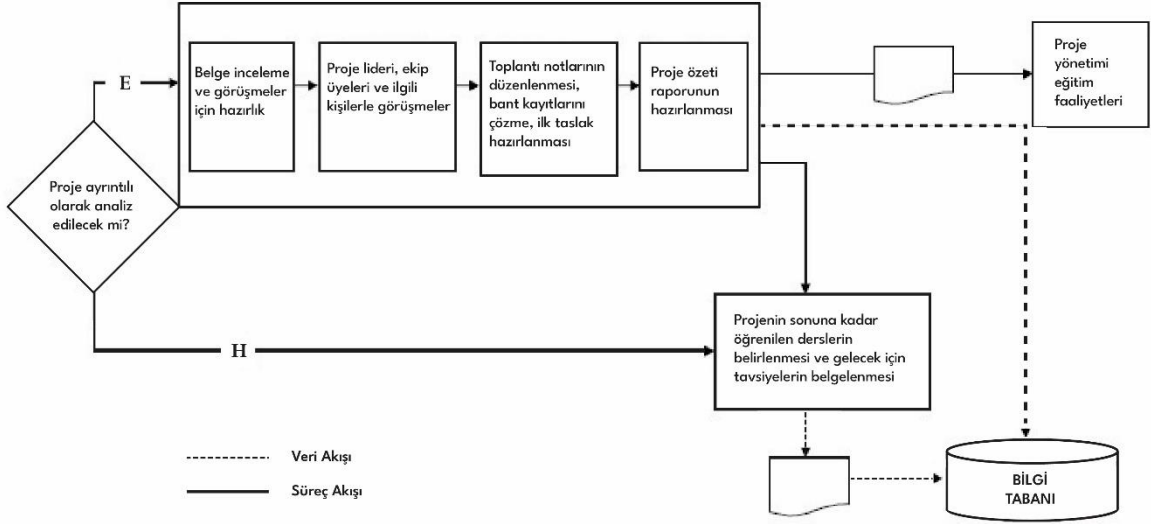 E
Belge inceleme
ve görüşmeler
için hazırlık
Proje lideri, ekip
üyeleri ve ilgili
kişilerle görüşmeler
Toplantı notlarının
düzenlenmesi,
bant kayıtlarını
çözme, ilk taslak
hazırlanması
Proje özeti
raporunun
hazırlanması
Proje
yönetimi
eğitim
faaliyetleri
Proje ayrıntılı
olarak analiz
edilecek mi?
H
Projenin sonuna kadar
öğrenilen derslerin
belirlenmesi ve gelecek için
tavsiyelerin belgelenmesi
Veri Akışı
Süreç Akışı
BİLGİ
TABANI